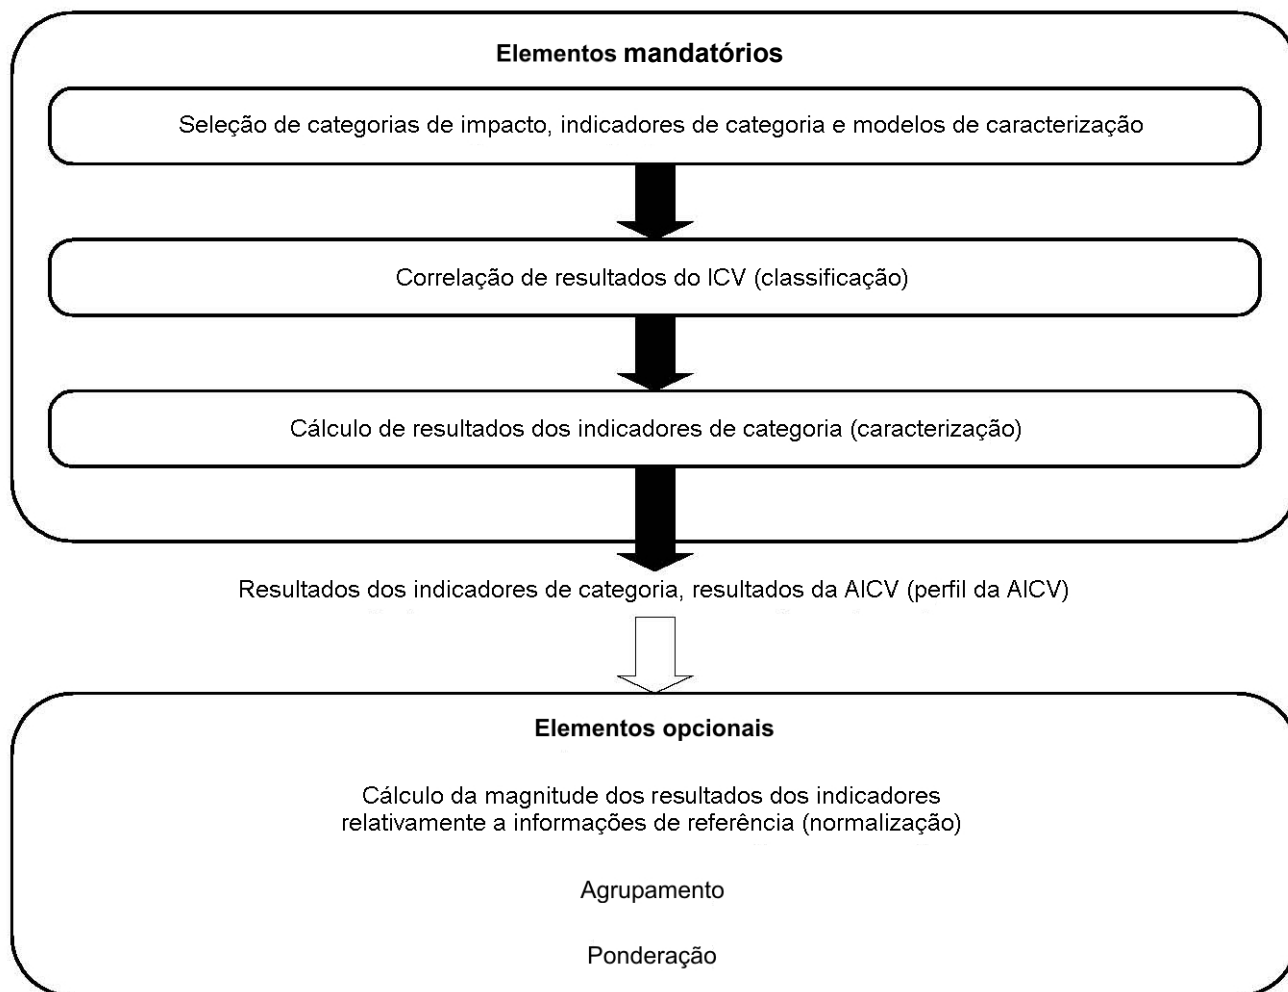 Elementos mandatórios
Seleção de categorias de impacto, indicadores de categoria e modelos de caracterização
Correlação de resultados do ICV (classificação)
Cálculo de resultados dos indicadores de categoria (caracterização)
Resultados dos indicadores de categoria, resultados da AICV (perfil da AICV)
Elementos opcionais
Cálculo da magnitude dos resultados dos indicadores
relativamente a informações de referência (normalização)
Agrupamento
Ponderação